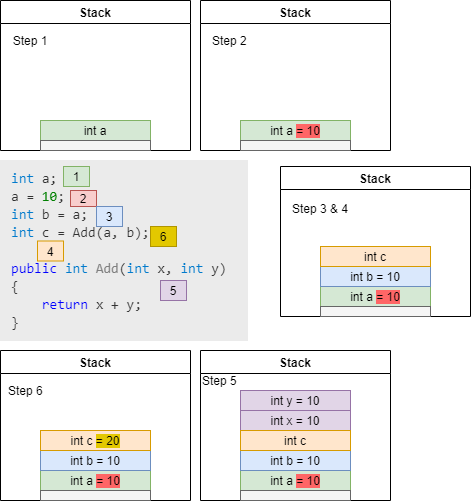 Stack
Step 1
int a
Stack
Step 2
int a = 10
int a; 1
a = 10; 2
int b = a; 3
int c = Add(a, b); 6
4
public int Add(int x, int y)
{ 5
return x + y;
}
Stack
Step 3 & 4
int c
int b = 10
int a = 10
Stack
Step 6
int c = 20
int b = 10
int a = 10
Stack
Step 5
int y = 10
int x = 10
int c
int b = 10
int a = 10